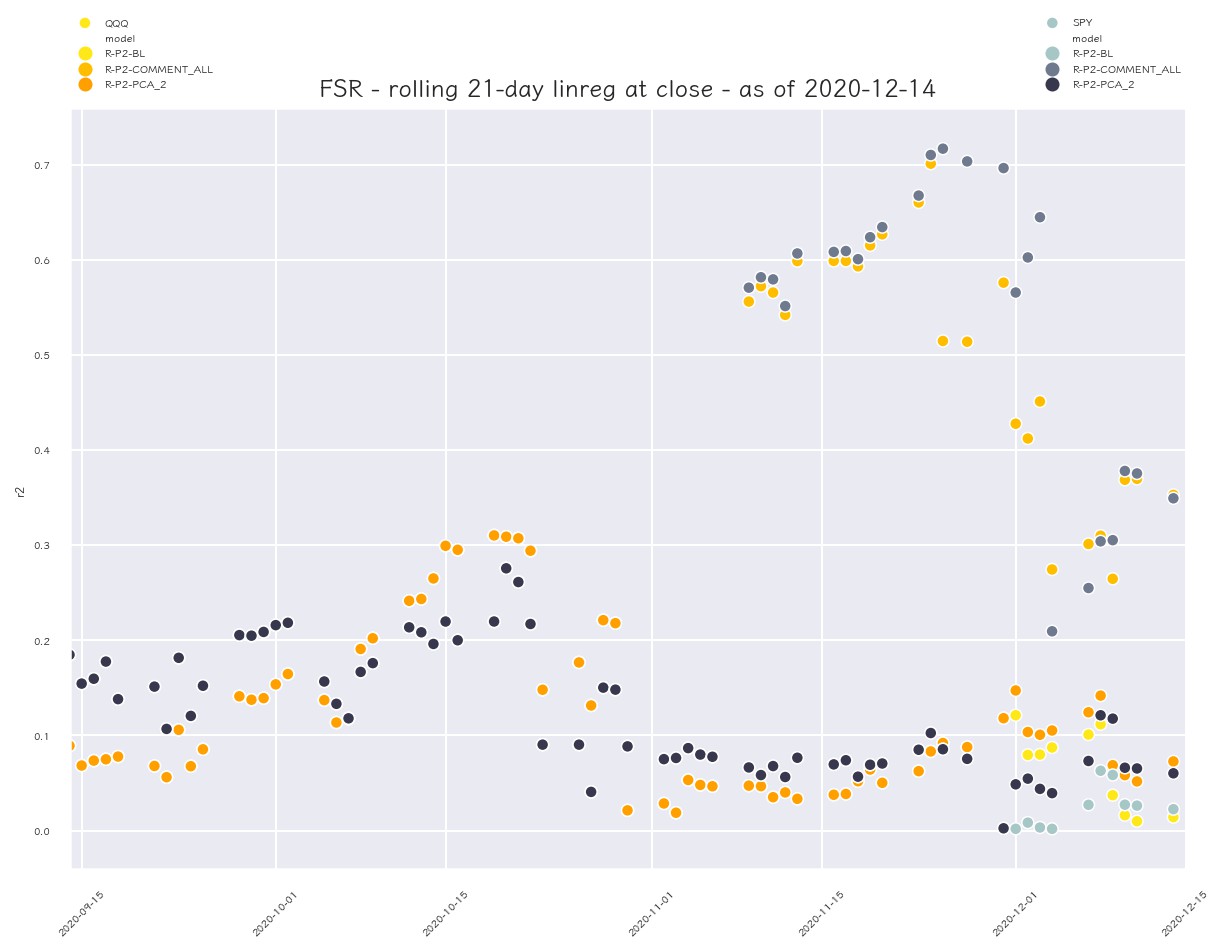 QQQ
model
R-P2-BL
R-P2-COMMENT_ALL
R-P2-PCA_2
SPY
model
R-P2-BL
R-P2-COMMENT_ALL
R-P2-PCA_2
FSR - rolling 21-day linreg at close - as of 2020-12-14
r2
0.7
0.6
0.5
0.4
0.3
0.2
0.1
0.0
2020-09-15
2020-10-01
2020-10-15
2020-11-01
2020-11-15
2020-12-01
2020-12-15